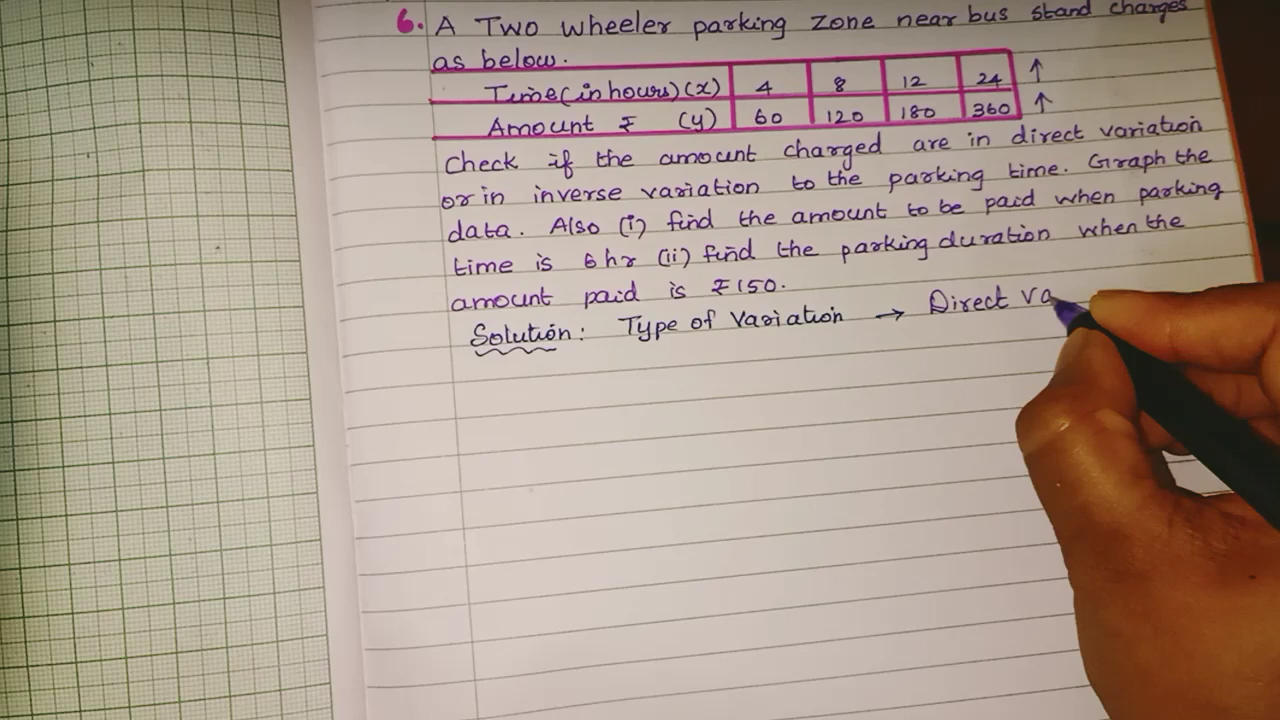 6. A Two wheeler parking zone near bus stand charges
as below.
Time (in hours) (x) 4 8 12 24 ↑
Amount ₹ (y) 60 120 180 360 ↑
Check if the amount charged are in direct variation
or in inverse variation to the parking time. Graph the
data. Also (i) find the amount to be paid when parking
time is 6 hr (ii) find the parking duration when the
amount paid is ₹150.
Solution: Type of Variation → Direct va